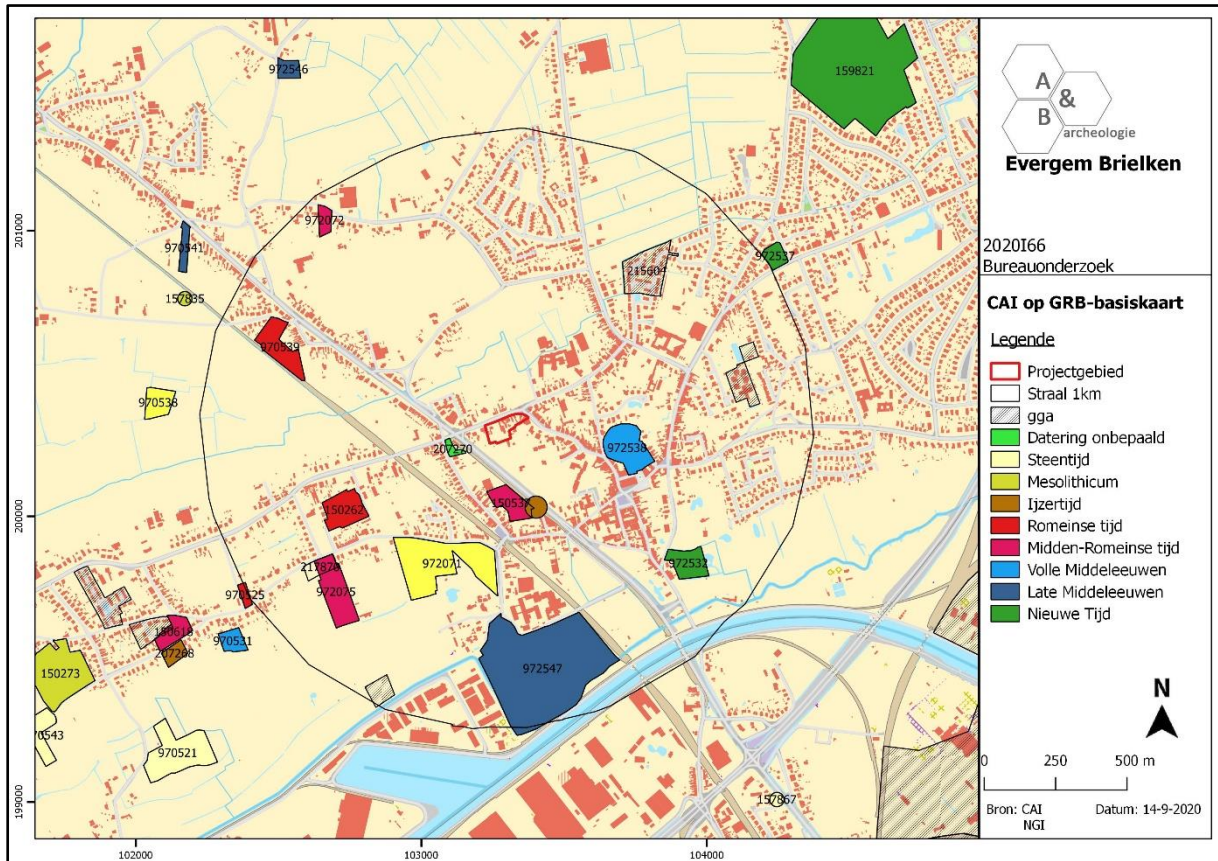 972546
159821
201000
972072
970541
215604
972537
157835
970539
970538
207270
972538
200000
150262
150538
217870
972071
972075
972532
970525
150618
970531
207268
150273
972547
970521
157867
199000
102000
103000
104000
A
&
B
archeologie
Evergem Brielken
2020I66
Bureauonderzoek
CAI op GRB-basiskaart
Legende
Projectgebied
Straal 1km
gga
Datering onbepaald
Steentijd
Mesolithicum
Ijzertijd
Romeinse tijd
Midden-Romeinse tijd
Volle Middeleeuwen
Late Middeleeuwen
Nieuwe Tijd
N
0 250 500 m
Bron: CAI Datum: 14-9-2020
NGI